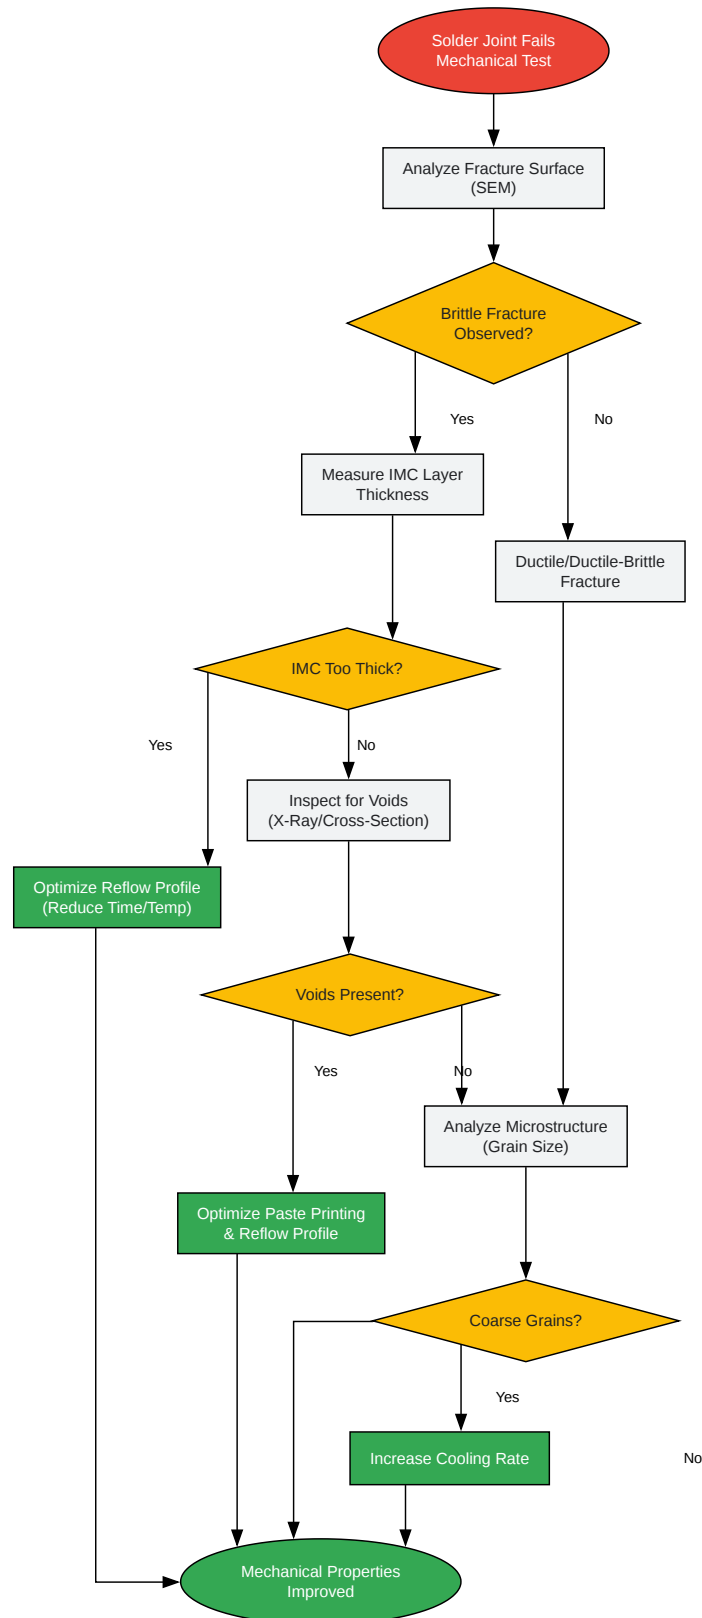 Solder Joint Fails
Mechanical Test
Analyze Fracture Surface
(SEM)
Brittle Fracture
Observed?
Yes
No
Measure IMC Layer
Thickness
Ductile/Ductile-Brittle
Fracture
IMC Too Thick?
Yes
No
Inspect for Voids
(X-Ray/Cross-Section)
Optimize Reflow Profile
(Reduce Time/Temp)
Voids Present?
Yes
No
Analyze Microstructure
(Grain Size)
Optimize Paste Printing
& Reflow Profile
Coarse Grains?
Yes
Increase Cooling Rate
No
Mechanical Properties
Improved